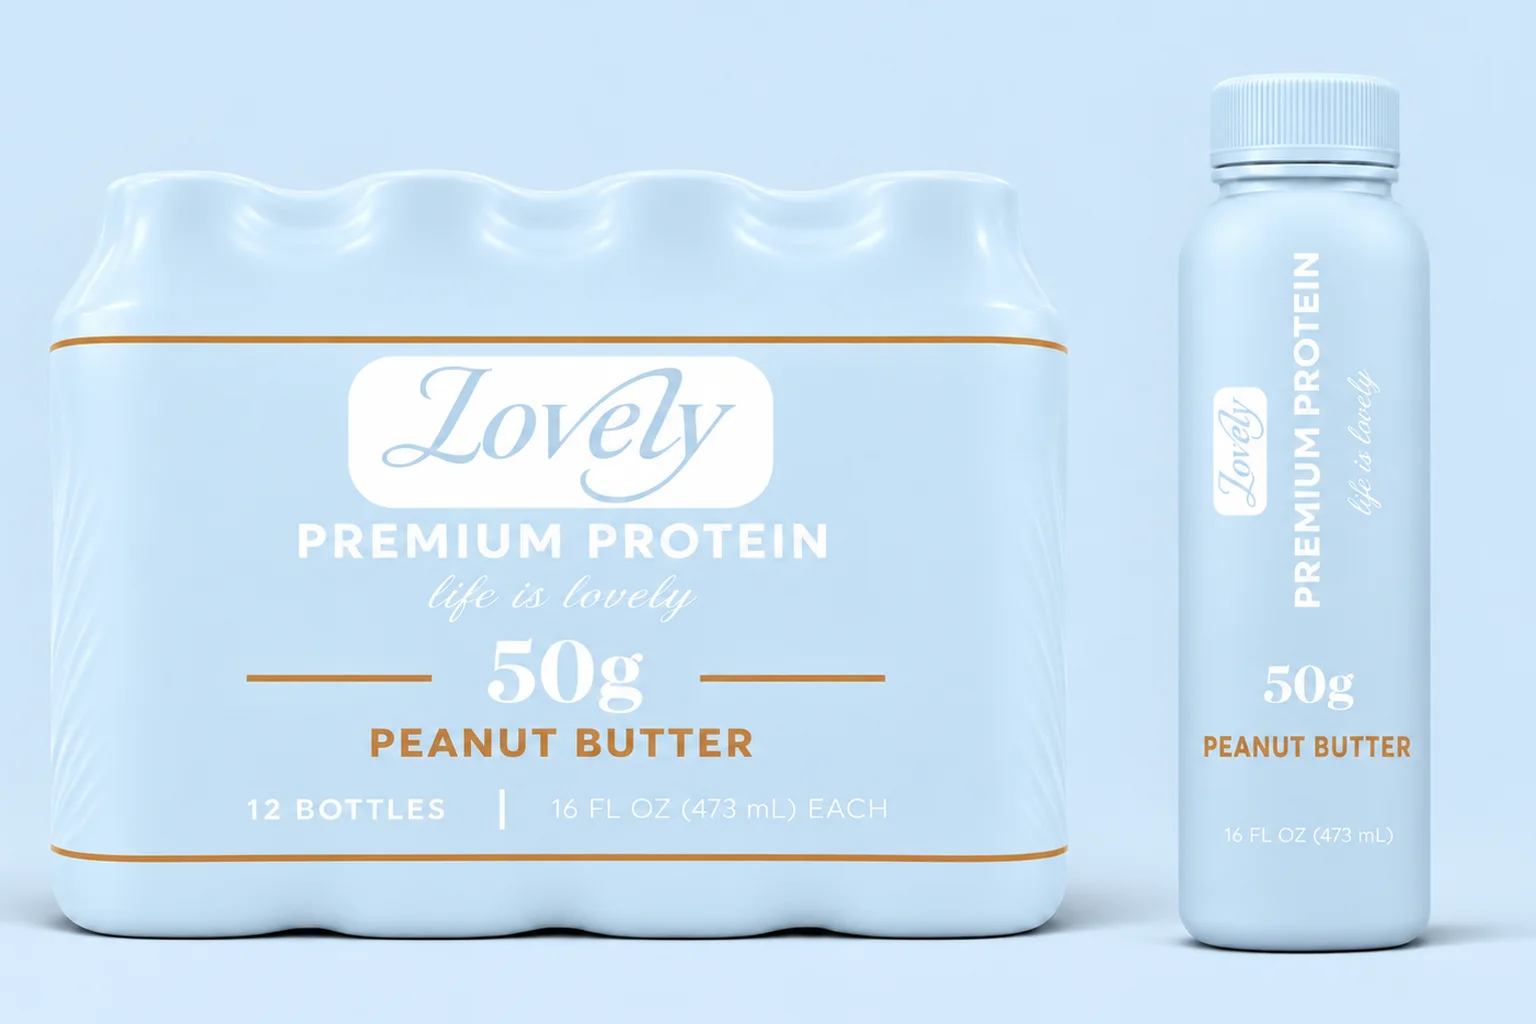 Lovely
PREMIUM PROTEIN
life is lovely
50g
PEANUT BUTTER
12 BOTTLES | 16 FL OZ (473 mL) EACH
Lovely
PREMIUM PROTEIN
life is lovely
50g
PEANUT BUTTER
16 FL OZ (473 mL)